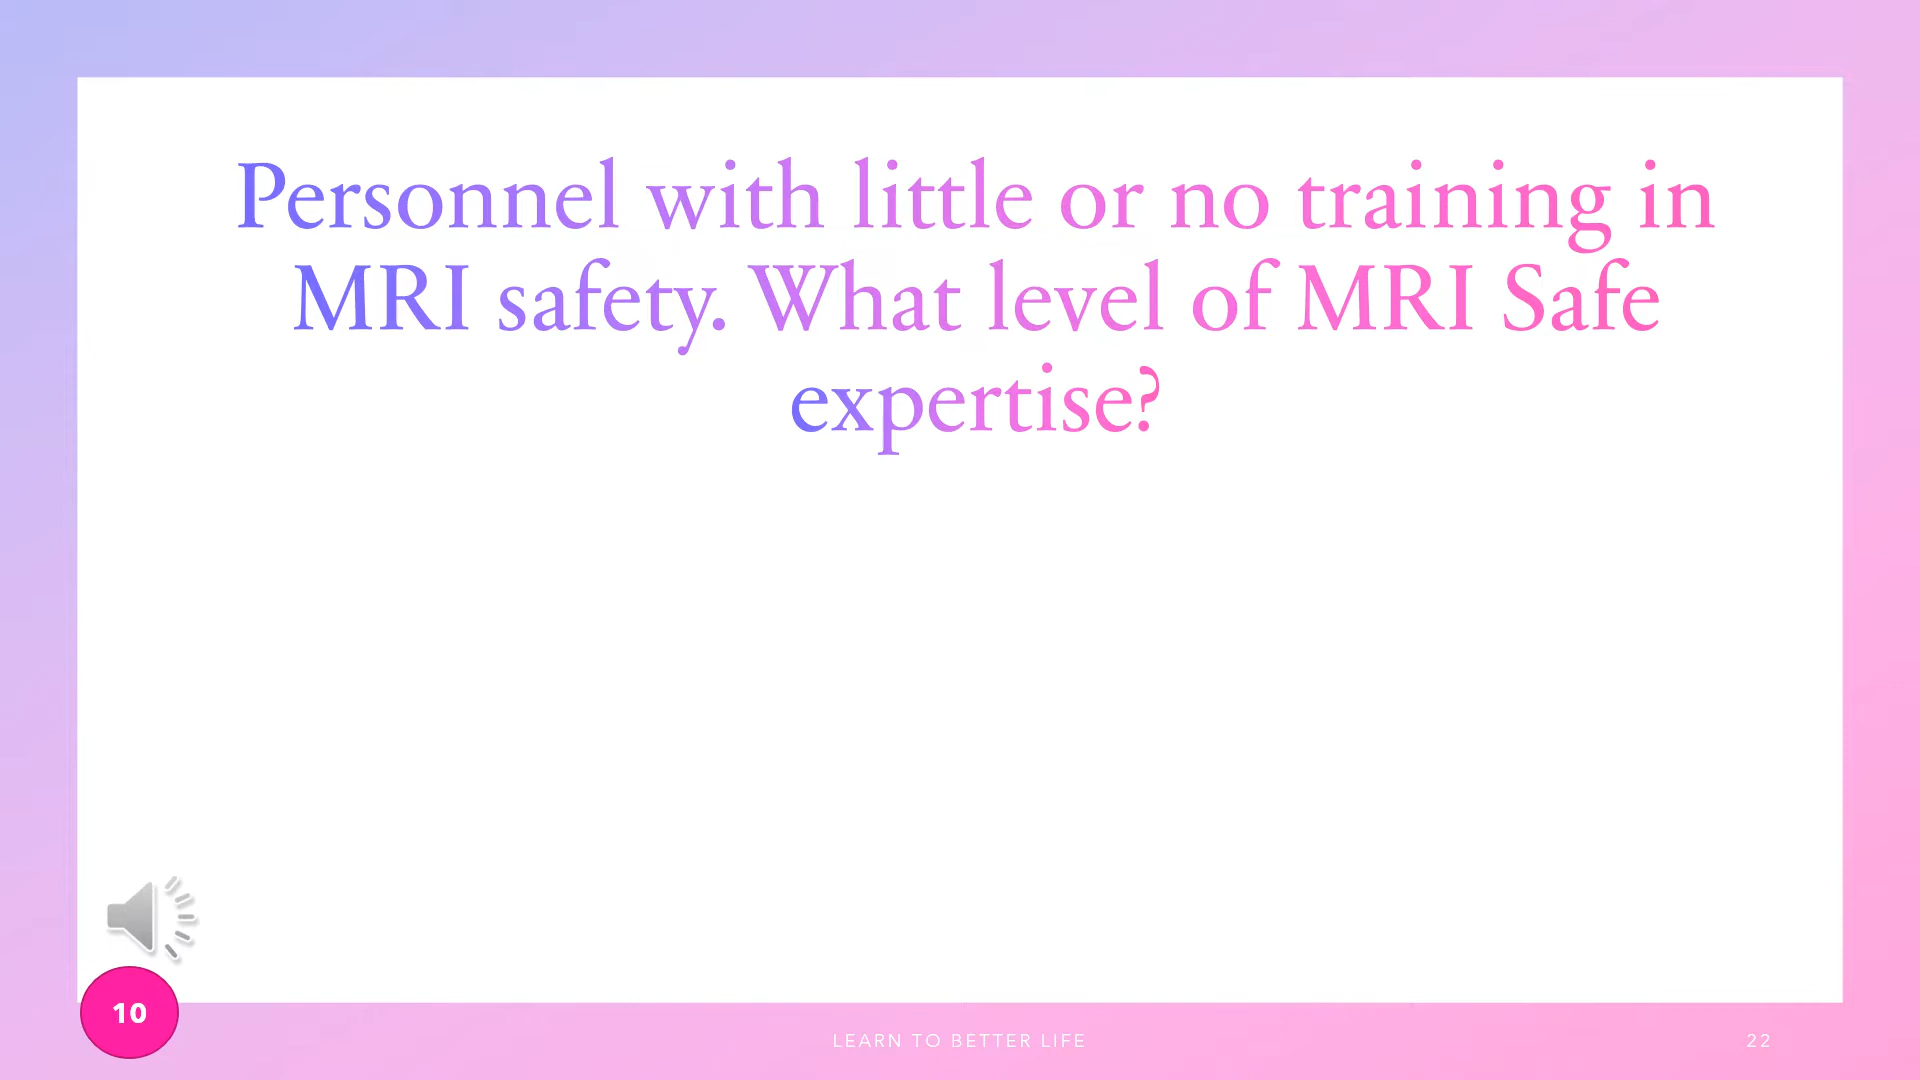 Personnel with little or no training in
MRI safety. What level of MRI Safe
expertise?
10
LEARN TO BETTER LIFE
22